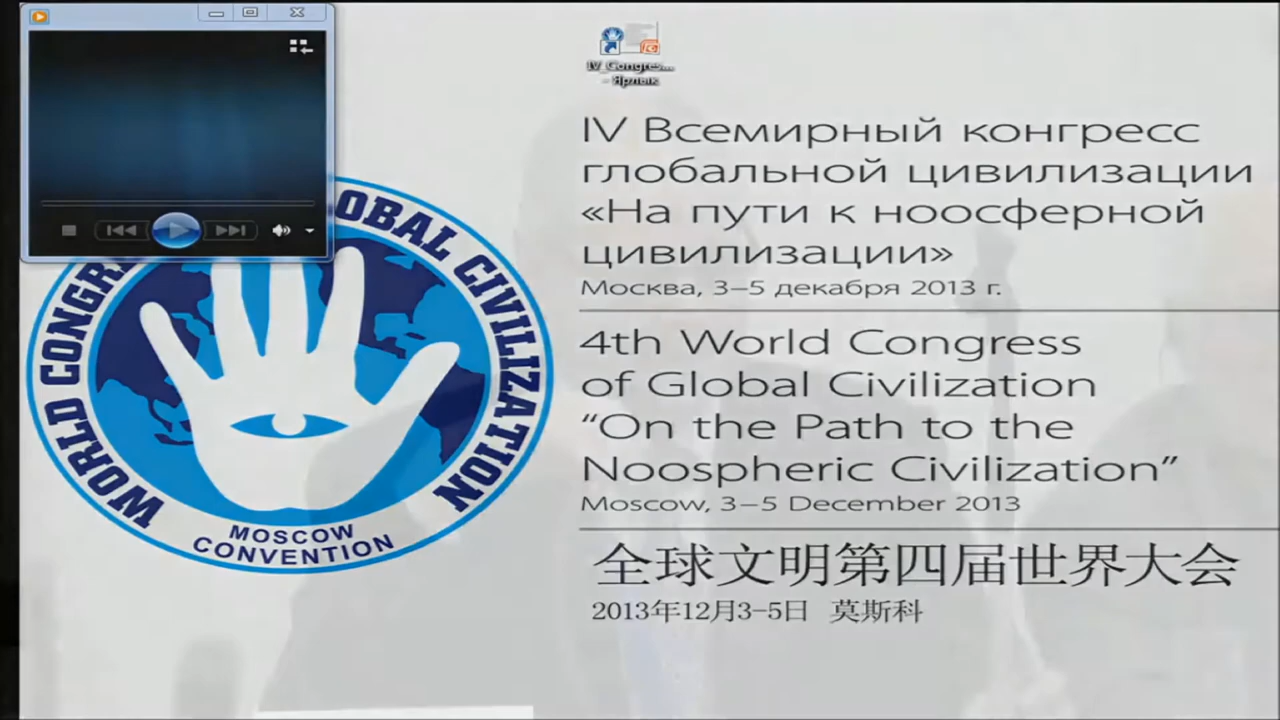 IV_Congres...
- Ярлык
IV Всемирный конгресс
глобальной цивилизации
«На пути к ноосферной
цивилизации»
Москва, 3–5 декабря 2013 г.
4th World Congress
of Global Civilization
“On the Path to the
Noospheric Civilization”
Moscow, 3–5 December 2013
全球文明第四届世界大会
2013年12月3-5日 莫斯科
WORLD CONGR
OBAL CIVILIZATION
MOSCOW
CONVENTION